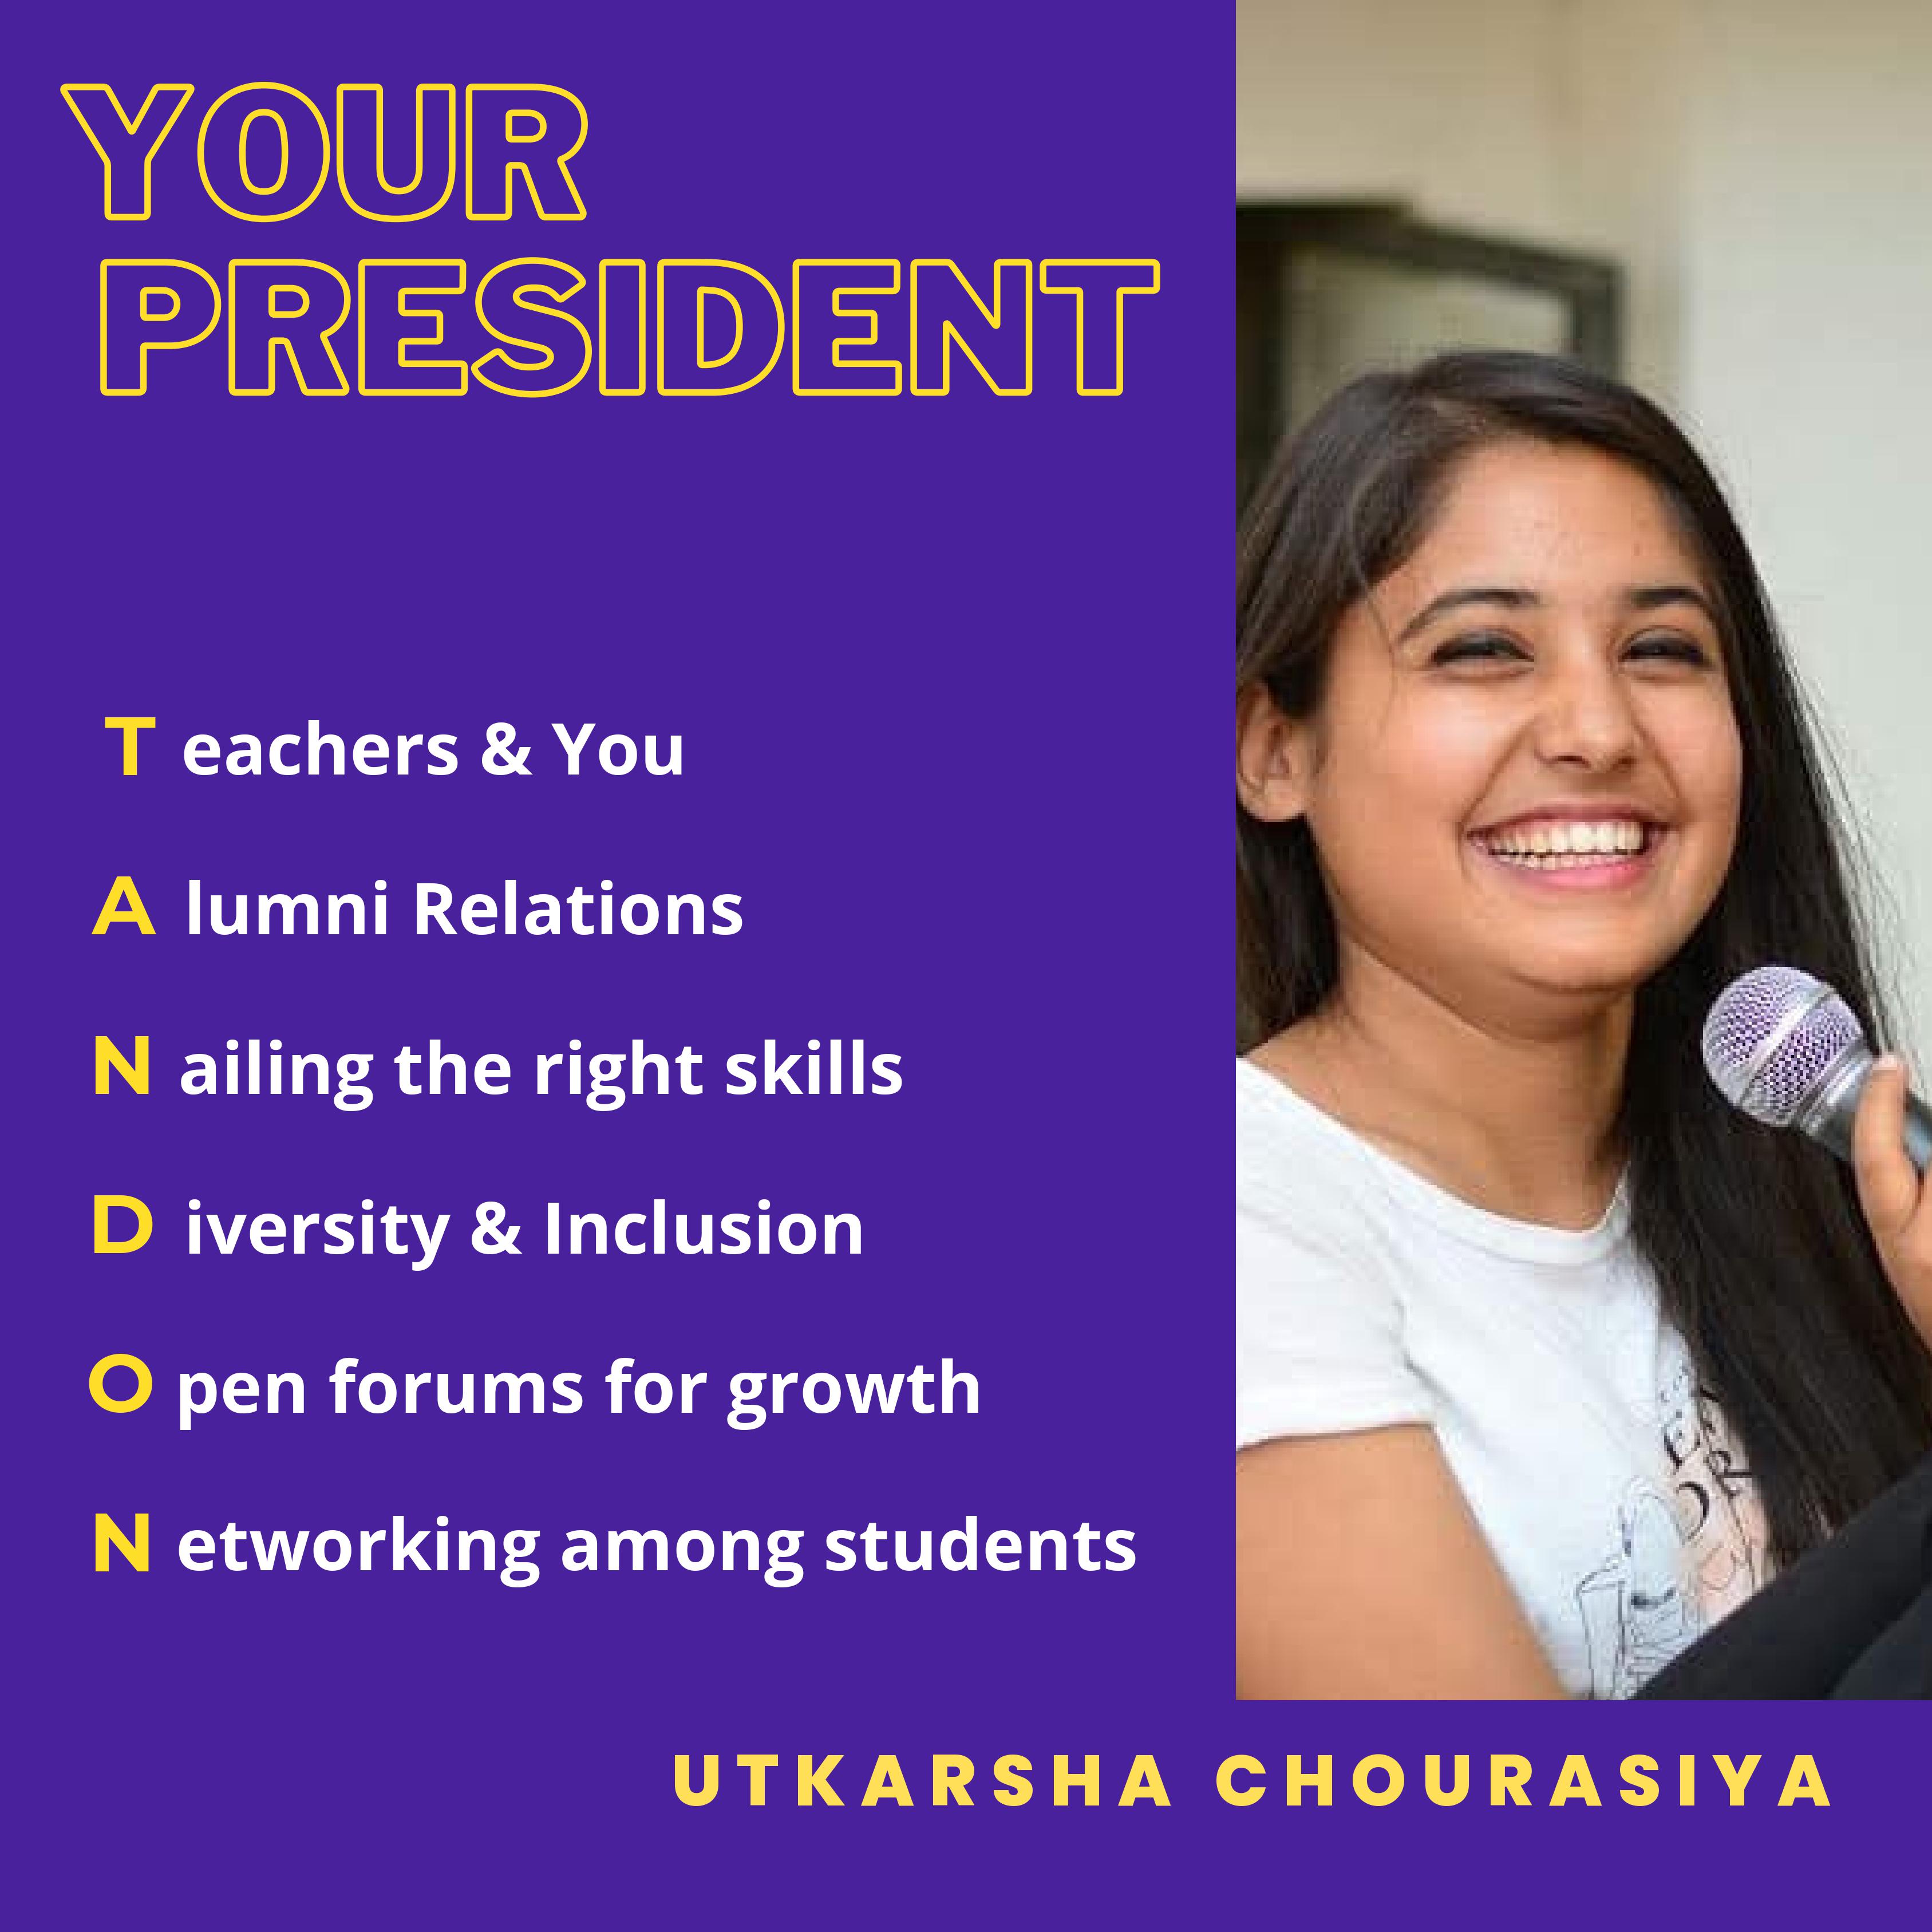 YOUR
PRESIDENT
T eachers & You
A lumni Relations
N ailing the right skills
D iversity & Inclusion
O pen forums for growth
N etworking among students
UTKARSHA CHOURASIYA